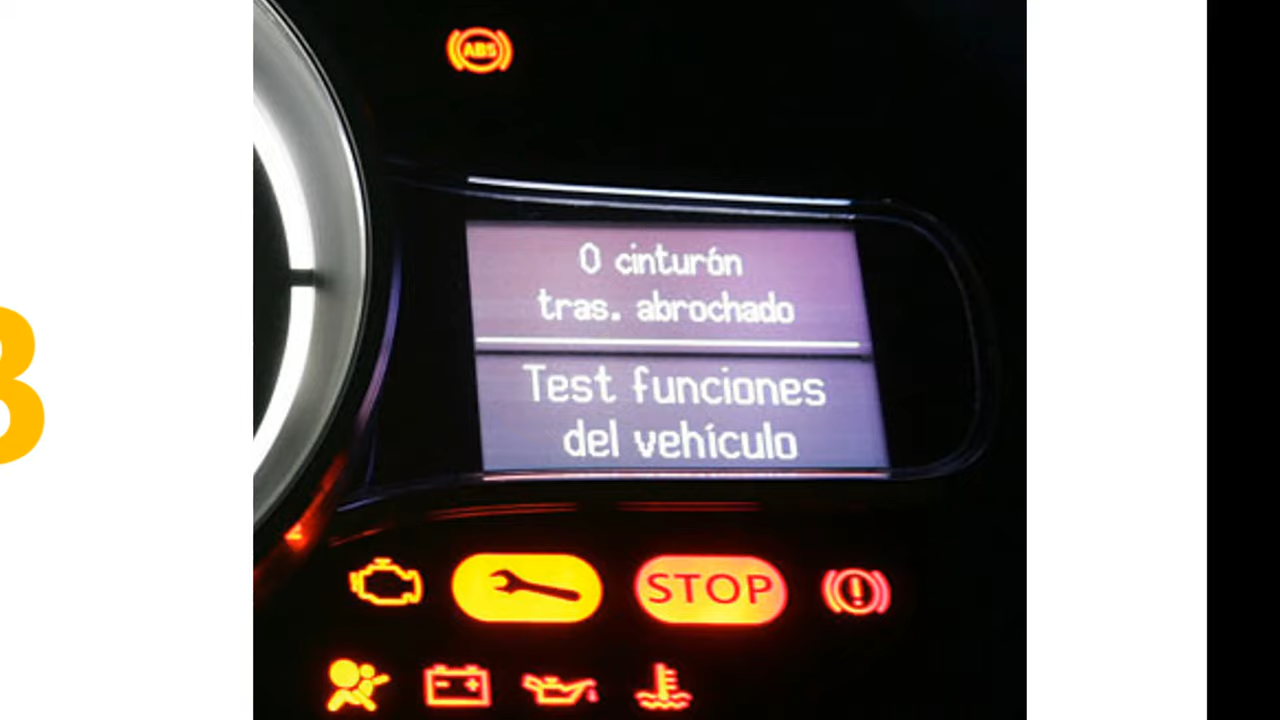 ABS
0 cinturón
tras. abrochado
Test funciones
del vehículo
STOP